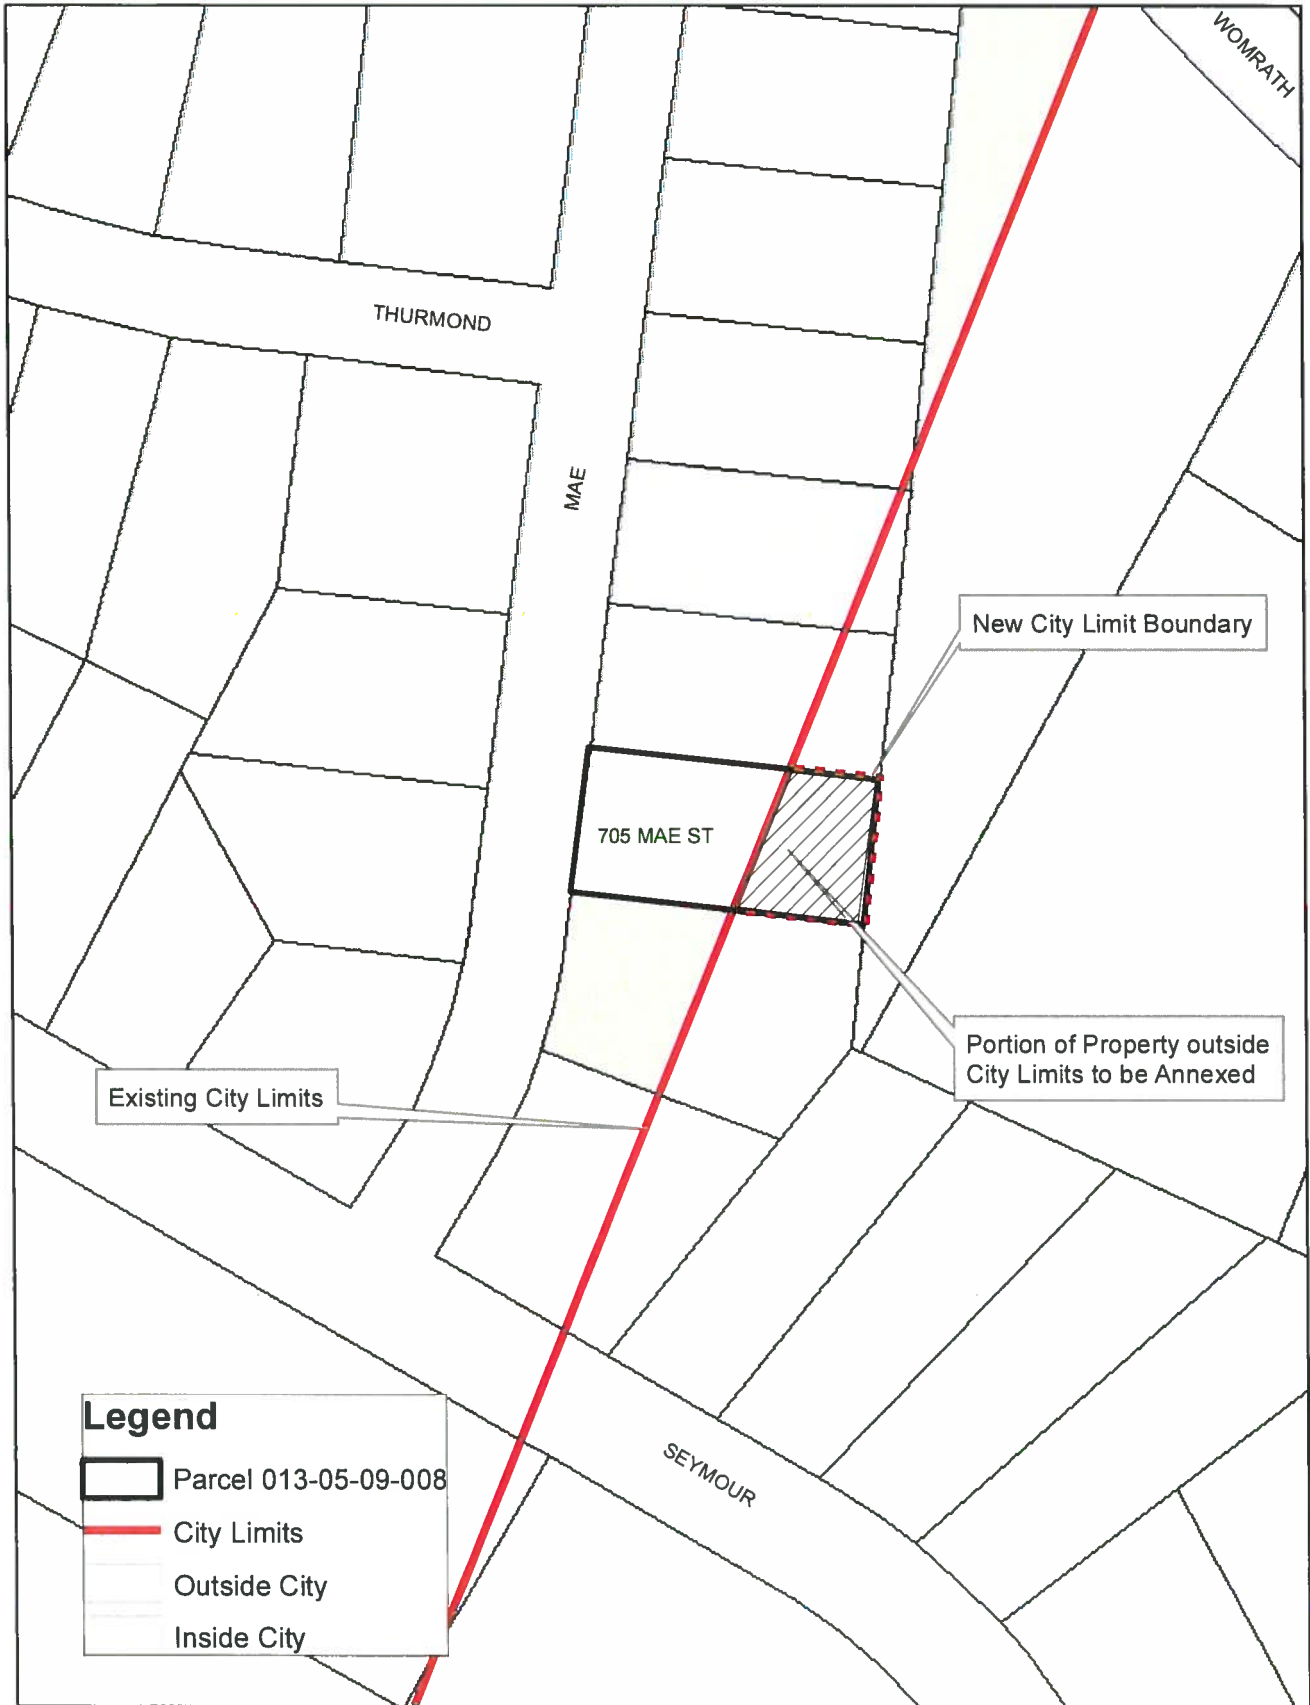 WOMRATH
THURMOND
MAE
New City Limit Boundary
705 MAE ST
Portion of Property outside
City Limits to be Annexed
Existing City Limits
SEYMOUR
Legend
Parcel 013-05-09-008
City Limits
Outside City
Inside City